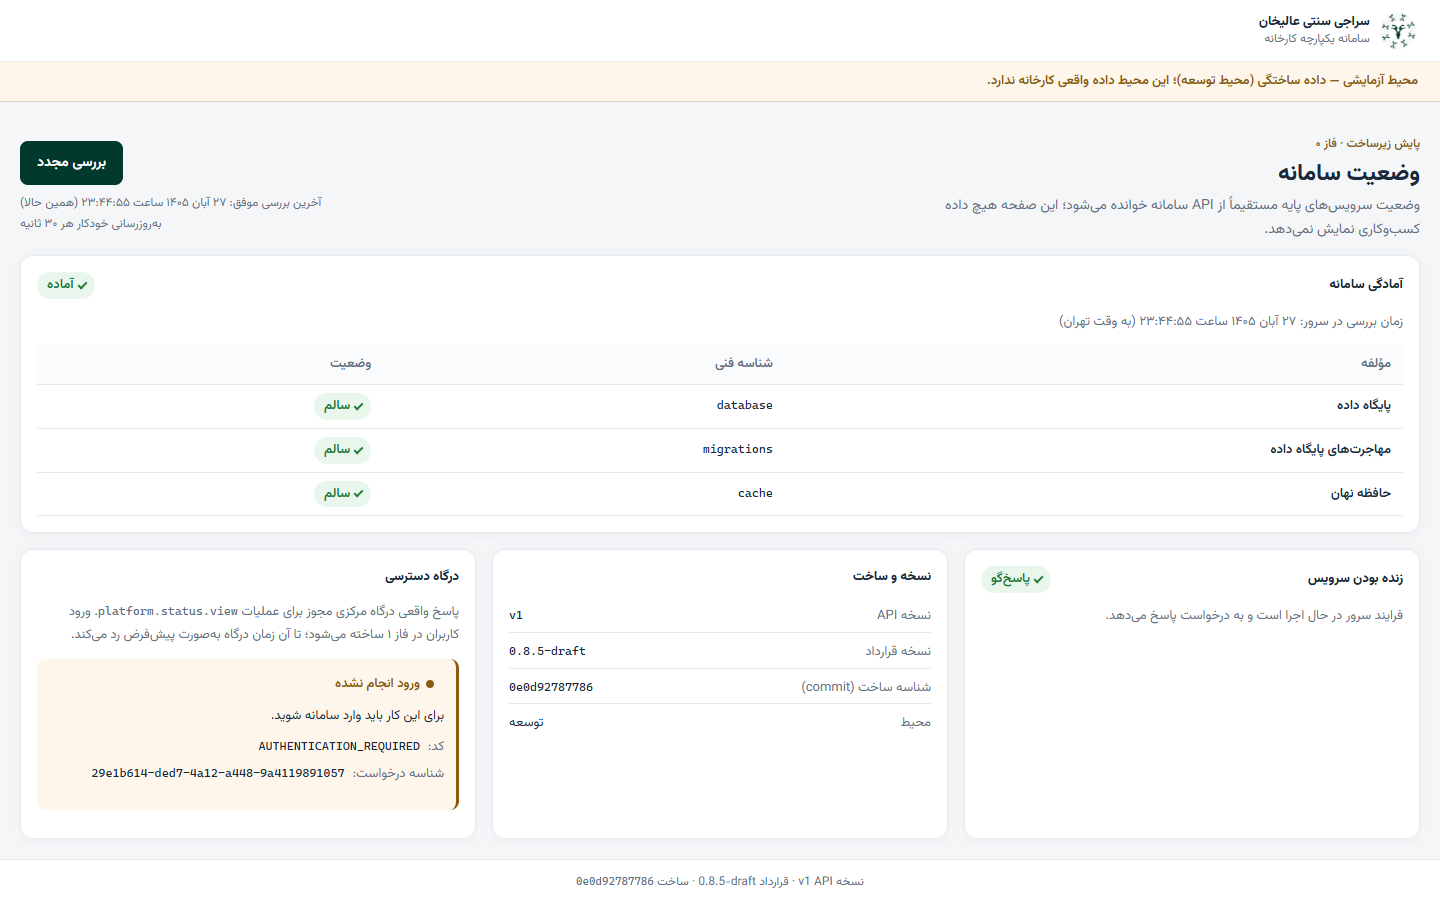 سراجی سنتی عالیخان
سامانه یکپارچه کارخانه
محیط آزمایشی — داده ساختگی (محیط توسعه)؛ این محیط داده واقعی کارخانه ندارد.
پایش زیرساخت · فاز ۰
وضعیت سامانه
وضعیت سرویس‌های پایه مستقیماً از API سامانه خوانده می‌شود؛ این صفحه هیچ داده
کسب‌وکاری نمایش نمی‌دهد.
بررسی مجدد
آخرین بررسی موفق: ۲۷ آبان ۱۴۰۵ ساعت ۲۳:۴۴:۵۵ (همین حالا)
به‌روزرسانی خودکار هر ۳۰ ثانیه
آمادگی سامانه
آماده
زمان بررسی در سرور: ۲۷ آبان ۱۴۰۵ ساعت ۲۳:۴۴:۵۵ (به وقت تهران)
مؤلفه شناسه فنی وضعیت
پایگاه داده database سالم
مهاجرت‌های پایگاه داده migrations سالم
حافظه نهان cache سالم
زنده بودن سرویس
پاسخ‌گو
فرایند سرور در حال اجرا است و به درخواست پاسخ می‌دهد.
نسخه و ساخت
نسخه API v1
نسخه قرارداد 0.8.5-draft
شناسه ساخت (commit) 0e0d92787786
محیط توسعه
درگاه دسترسی
پاسخ واقعی درگاه مرکزی مجوز برای عملیات platform.status.view. ورود
کاربران در فاز ۱ ساخته می‌شود؛ تا آن زمان درگاه به‌صورت پیش‌فرض رد می‌کند.
ورود انجام نشده
برای این کار باید وارد سامانه شوید.
کد: AUTHENTICATION_REQUIRED
شناسه درخواست: 29e1b614-ded7-4a12-a448-9a4119891057
نسخه API v1 · قرارداد 0.8.5-draft · ساخت 0e0d92787786